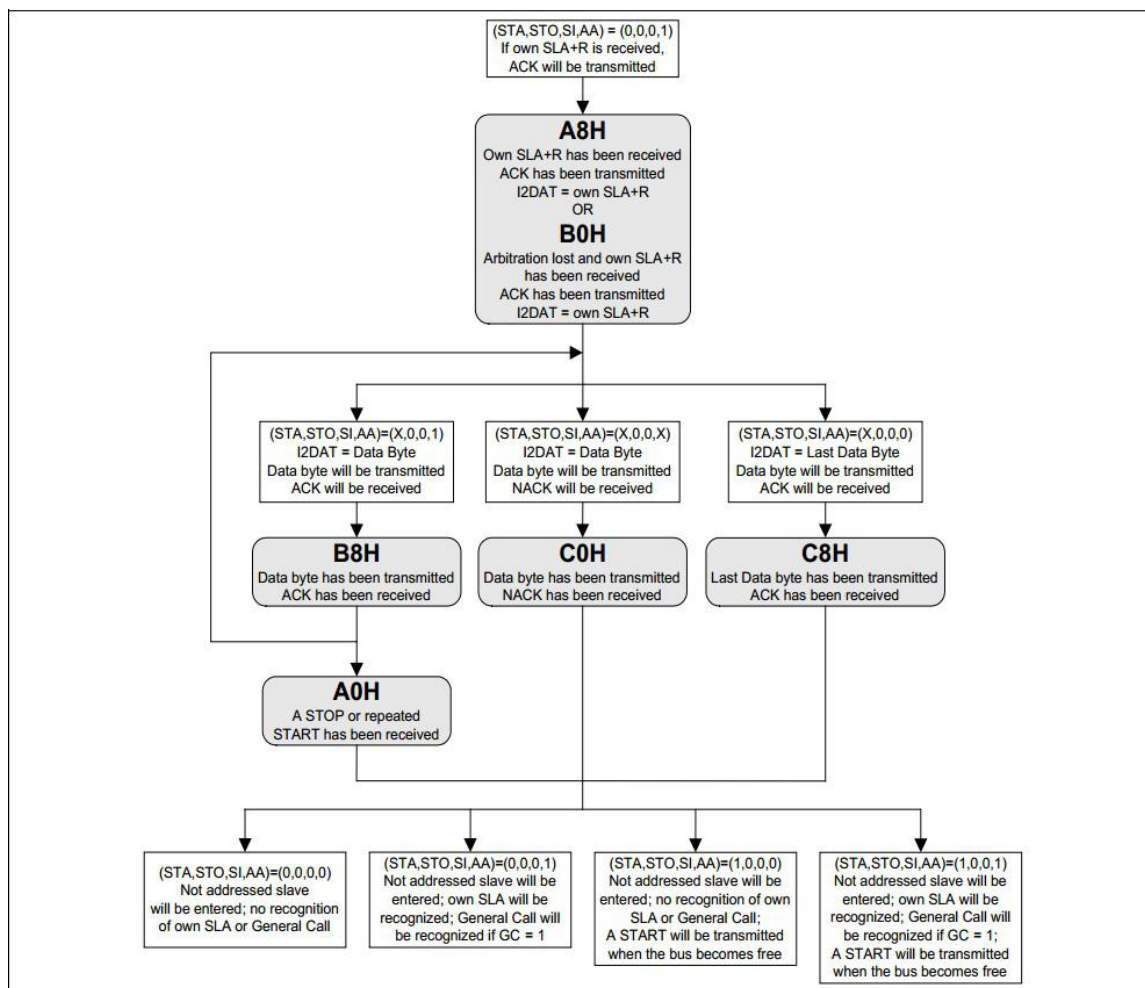 (STA,STO,SI,AA) = (0,0,0,1)
If own SLA+R is received,
ACK will be transmitted
A8H
Own SLA+R has been received
ACK has been transmitted
I2DAT = own SLA+R
OR
B0H
Arbitration lost and own SLA+R
has been received
ACK has been transmitted
I2DAT = own SLA+R
(STA,STO,SI,AA)=(X,0,0,1)
I2DAT = Data Byte
Data byte will be transmitted
ACK will be received
(STA,STO,SI,AA)=(X,0,0,X)
I2DAT = Data Byte
Data byte will be transmitted
NACK will be received
(STA,STO,SI,AA)=(X,0,0,0)
I2DAT = Last Data Byte
Data byte will be transmitted
ACK will be received
B8H
Data byte has been transmitted
ACK has been received
C0H
Data byte has been transmitted
NACK has been received
C8H
Last Data byte has been transmitted
ACK has been received
A0H
A STOP or repeated
START has been received
(STA,STO,SI,AA)=(0,0,0,0)
Not addressed slave
will be entered; no recognition
of own SLA or General Call
(STA,STO,SI,AA)=(0,0,0,1)
Not addressed slave will be
entered; own SLA will be
recognized; General Call will
be recognized if GC = 1
(STA,STO,SI,AA)=(1,0,0,0)
Not addressed slave will be
entered; no recognition of own
SLA or General Call;
A START will be transmitted
when the bus becomes free
(STA,STO,SI,AA)=(1,0,0,1)
Not addressed slave will be
entered; own SLA will be
recognized; General Call will
be recognized if GC = 1;
A START will be transmitted
when the bus becomes free